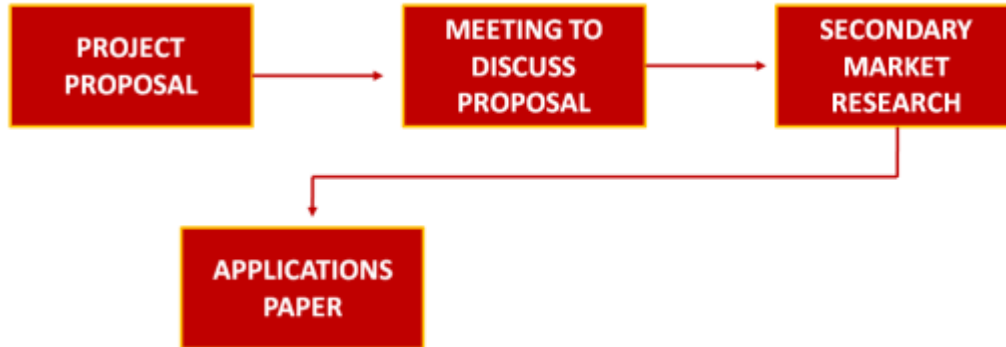 PROJECT
PROPOSAL
MEETING TO
DISCUSS
PROPOSAL
SECONDARY
MARKET
RESEARCH
APPLICATIONS
PAPER